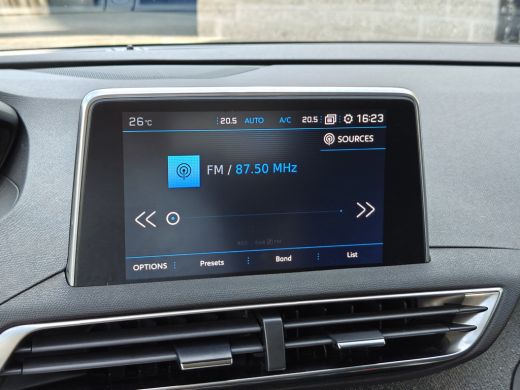 26°C 20.5 AUTO A/C 20.5 16:23
SOURCES
FM / 87.50 MHz
OPTIONS Presets Band List